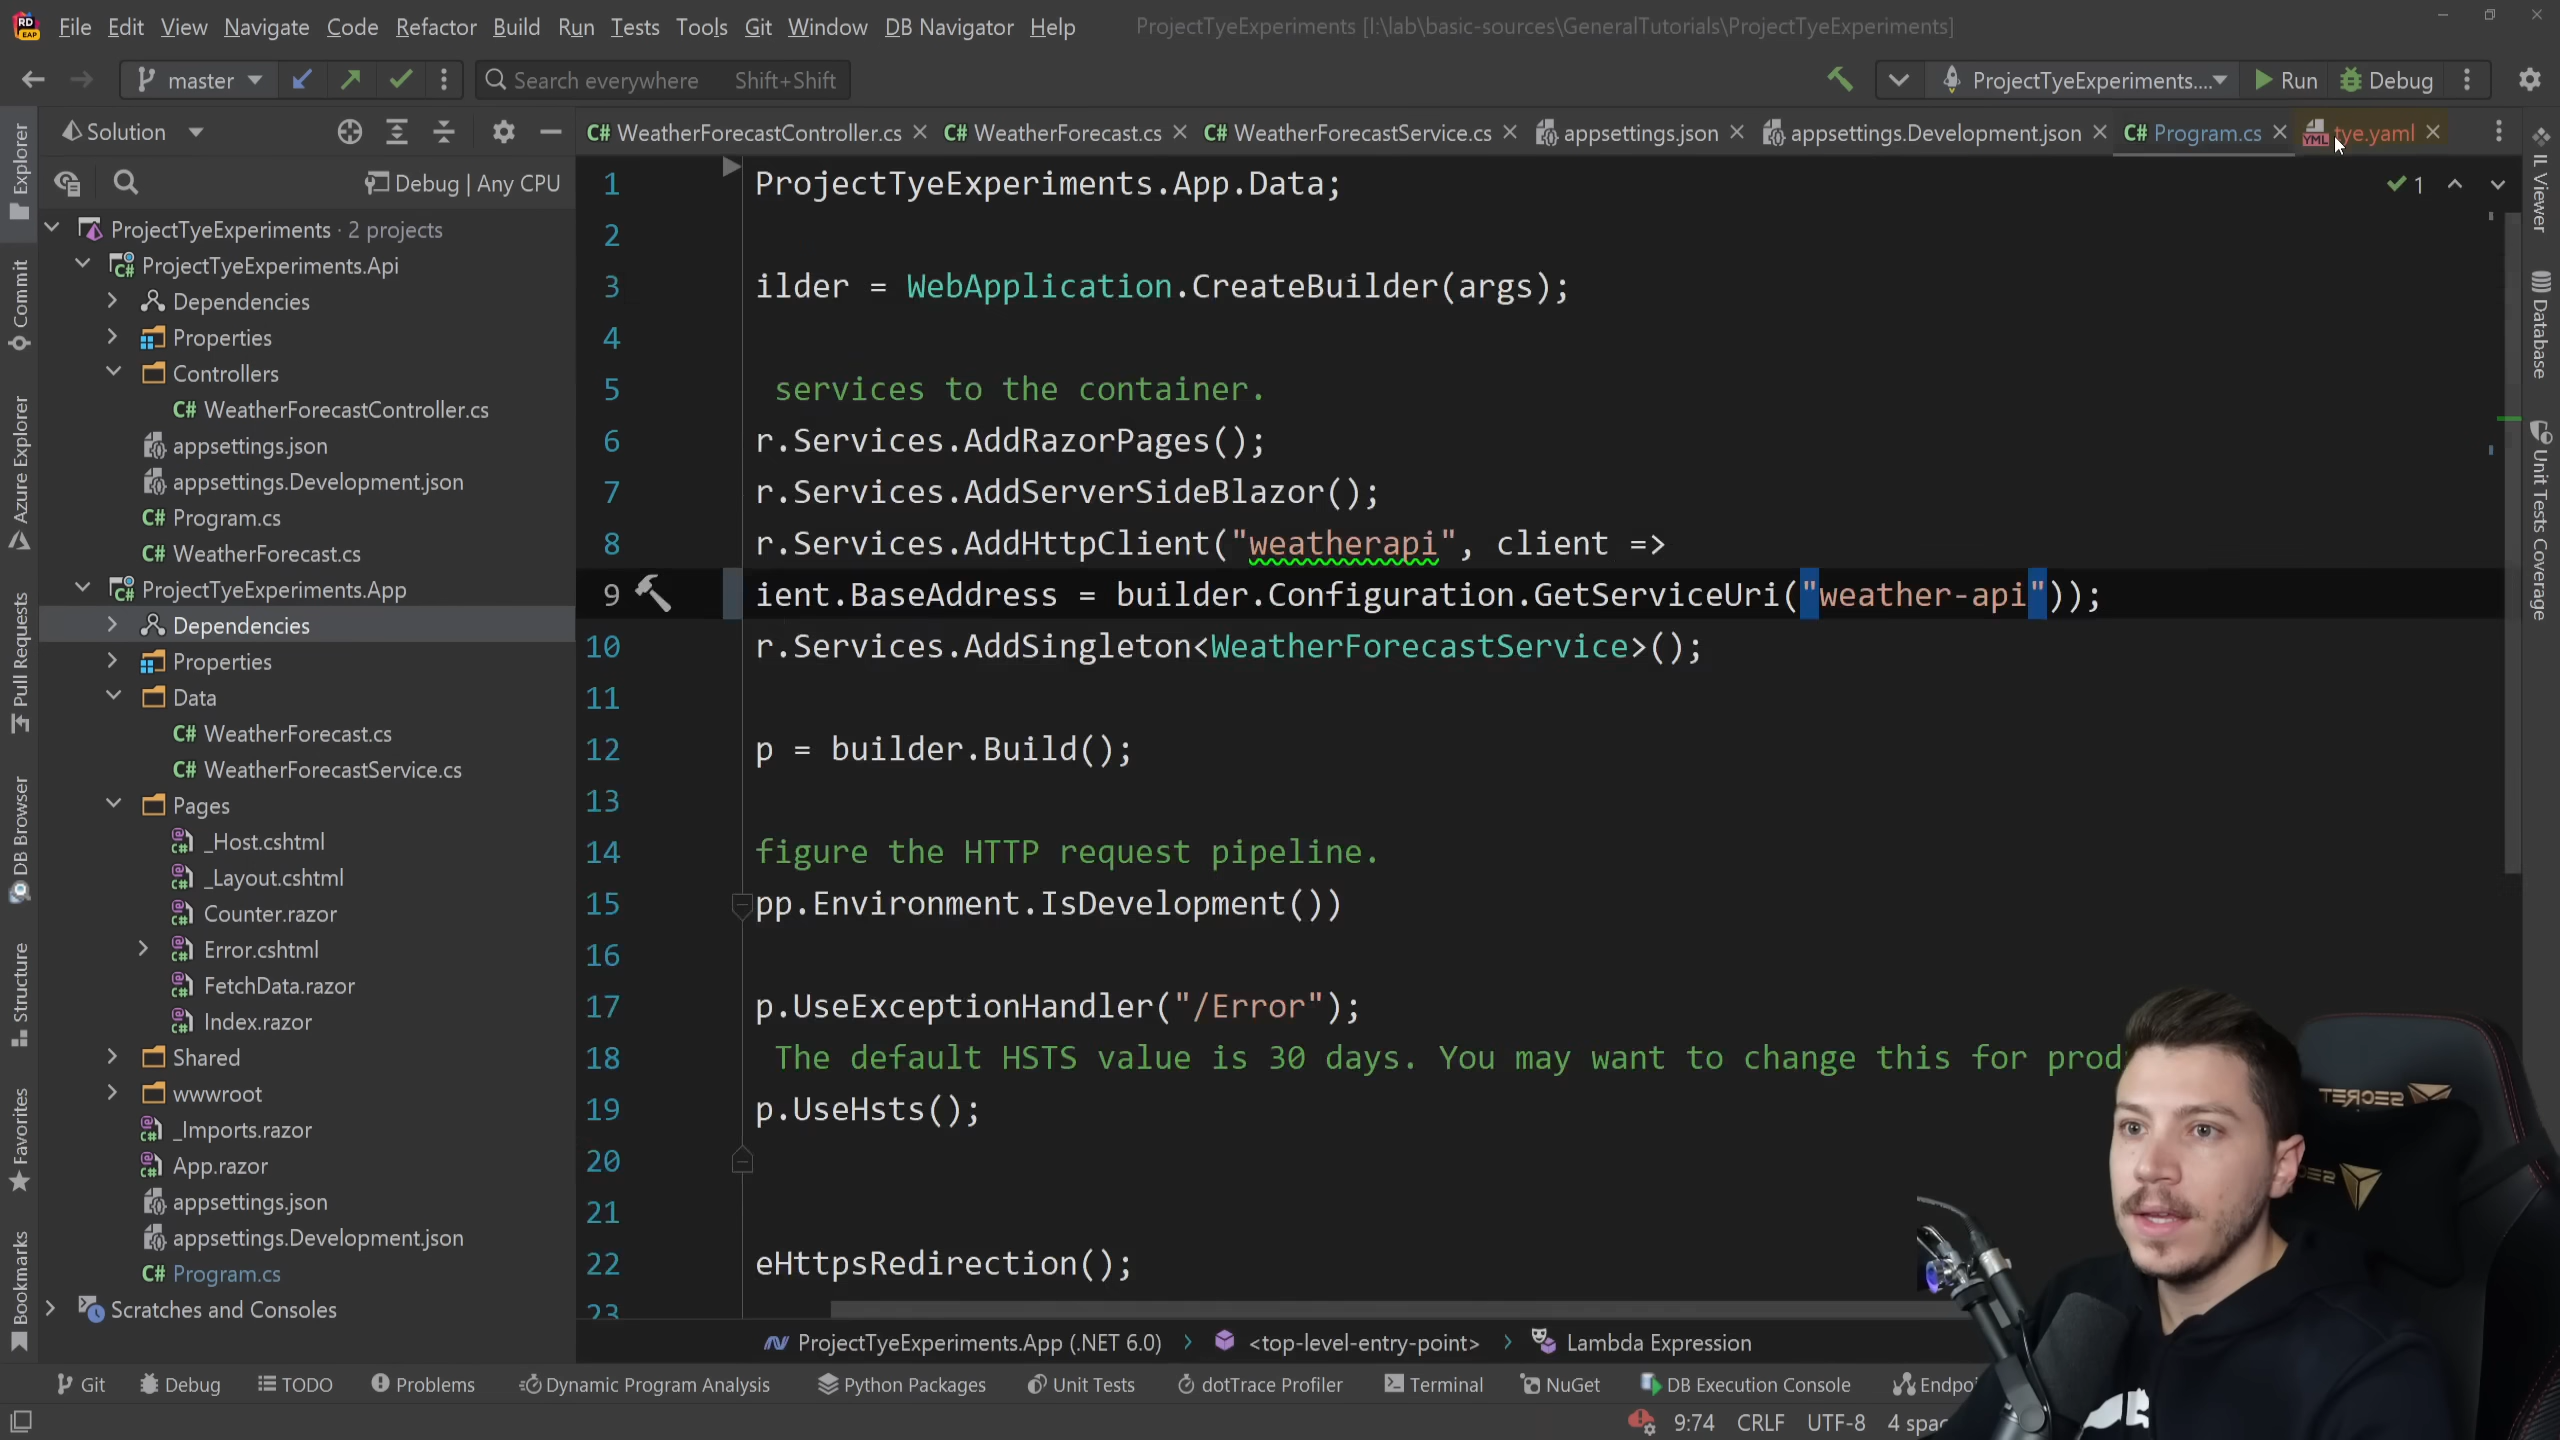 File Edit View Navigate Code Refactor Build Run Tests Tools Git Window DB Navigator Help ProjectTyeExperiments [I:\lab\basic-sources\GeneralTutorials\ProjectTyeExperiments]
master Search everywhere Shift+Shift ProjectTyeExperiments.... Run Debug
Solution WeatherForecastController.cs WeatherForecast.cs WeatherForecastService.cs appsettings.json appsettings.Development.json Program.cs tye.yaml
Debug | Any CPU
ProjectTyeExperiments · 2 projects
ProjectTyeExperiments.Api
Dependencies
Properties
Controllers
C# WeatherForecastController.cs
appsettings.json
appsettings.Development.json
C# Program.cs
C# WeatherForecast.cs
ProjectTyeExperiments.App
Dependencies
Properties
Data
C# WeatherForecast.cs
C# WeatherForecastService.cs
Pages
_Host.cshtml
_Layout.cshtml
Counter.razor
Error.cshtml
FetchData.razor
Index.razor
Shared
wwwroot
_Imports.razor
App.razor
appsettings.json
appsettings.Development.json
C# Program.cs
Scratches and Consoles
1 ProjectTyeExperiments.App.Data;
2
3 ilder = WebApplication.CreateBuilder(args);
4
5 services to the container.
6 r.Services.AddRazorPages();
7 r.Services.AddServerSideBlazor();
8 r.Services.AddHttpClient("weatherapi", client =>
9 ient.BaseAddress = builder.Configuration.GetServiceUri("weather-api"));
10 r.Services.AddSingleton<WeatherForecastService>();
11
12 p = builder.Build();
13
14 figure the HTTP request pipeline.
15 pp.Environment.IsDevelopment())
16
17 p.UseExceptionHandler("/Error");
18 The default HSTS value is 30 days. You may want to change this for prod
19 p.UseHsts();
20
21
22 eHttpsRedirection();
23
1
Explorer
Commit
Azure Explorer
Pull Requests
DB Browser
Structure
Favorites
Bookmarks
IL Viewer
Database
Unit Tests Coverage
SECRET
ProjectTyeExperiments.App (.NET 6.0) <top-level-entry-point> Lambda Expression
Git Debug TODO Problems Dynamic Program Analysis Python Packages Unit Tests dotTrace Profiler Terminal NuGet DB Execution Console
9:74 CRLF UTF-8